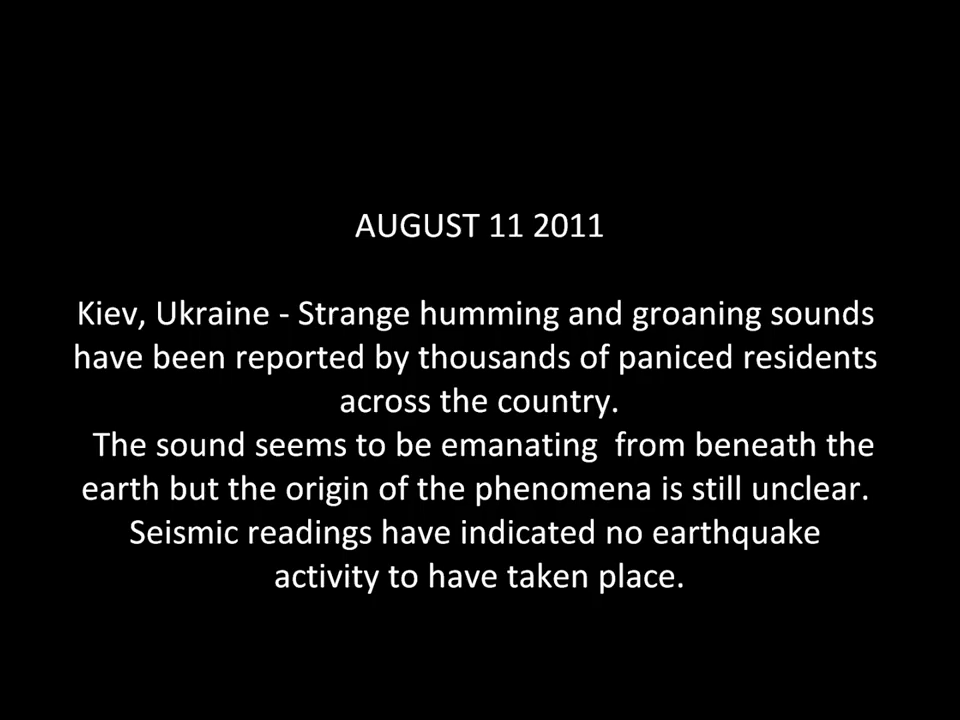 AUGUST 11 2011
Kiev, Ukraine - Strange humming and groaning sounds
have been reported by thousands of paniced residents
across the country.
The sound seems to be emanating  from beneath the
earth but the origin of the phenomena is still unclear.
Seismic readings have indicated no earthquake
activity to have taken place.